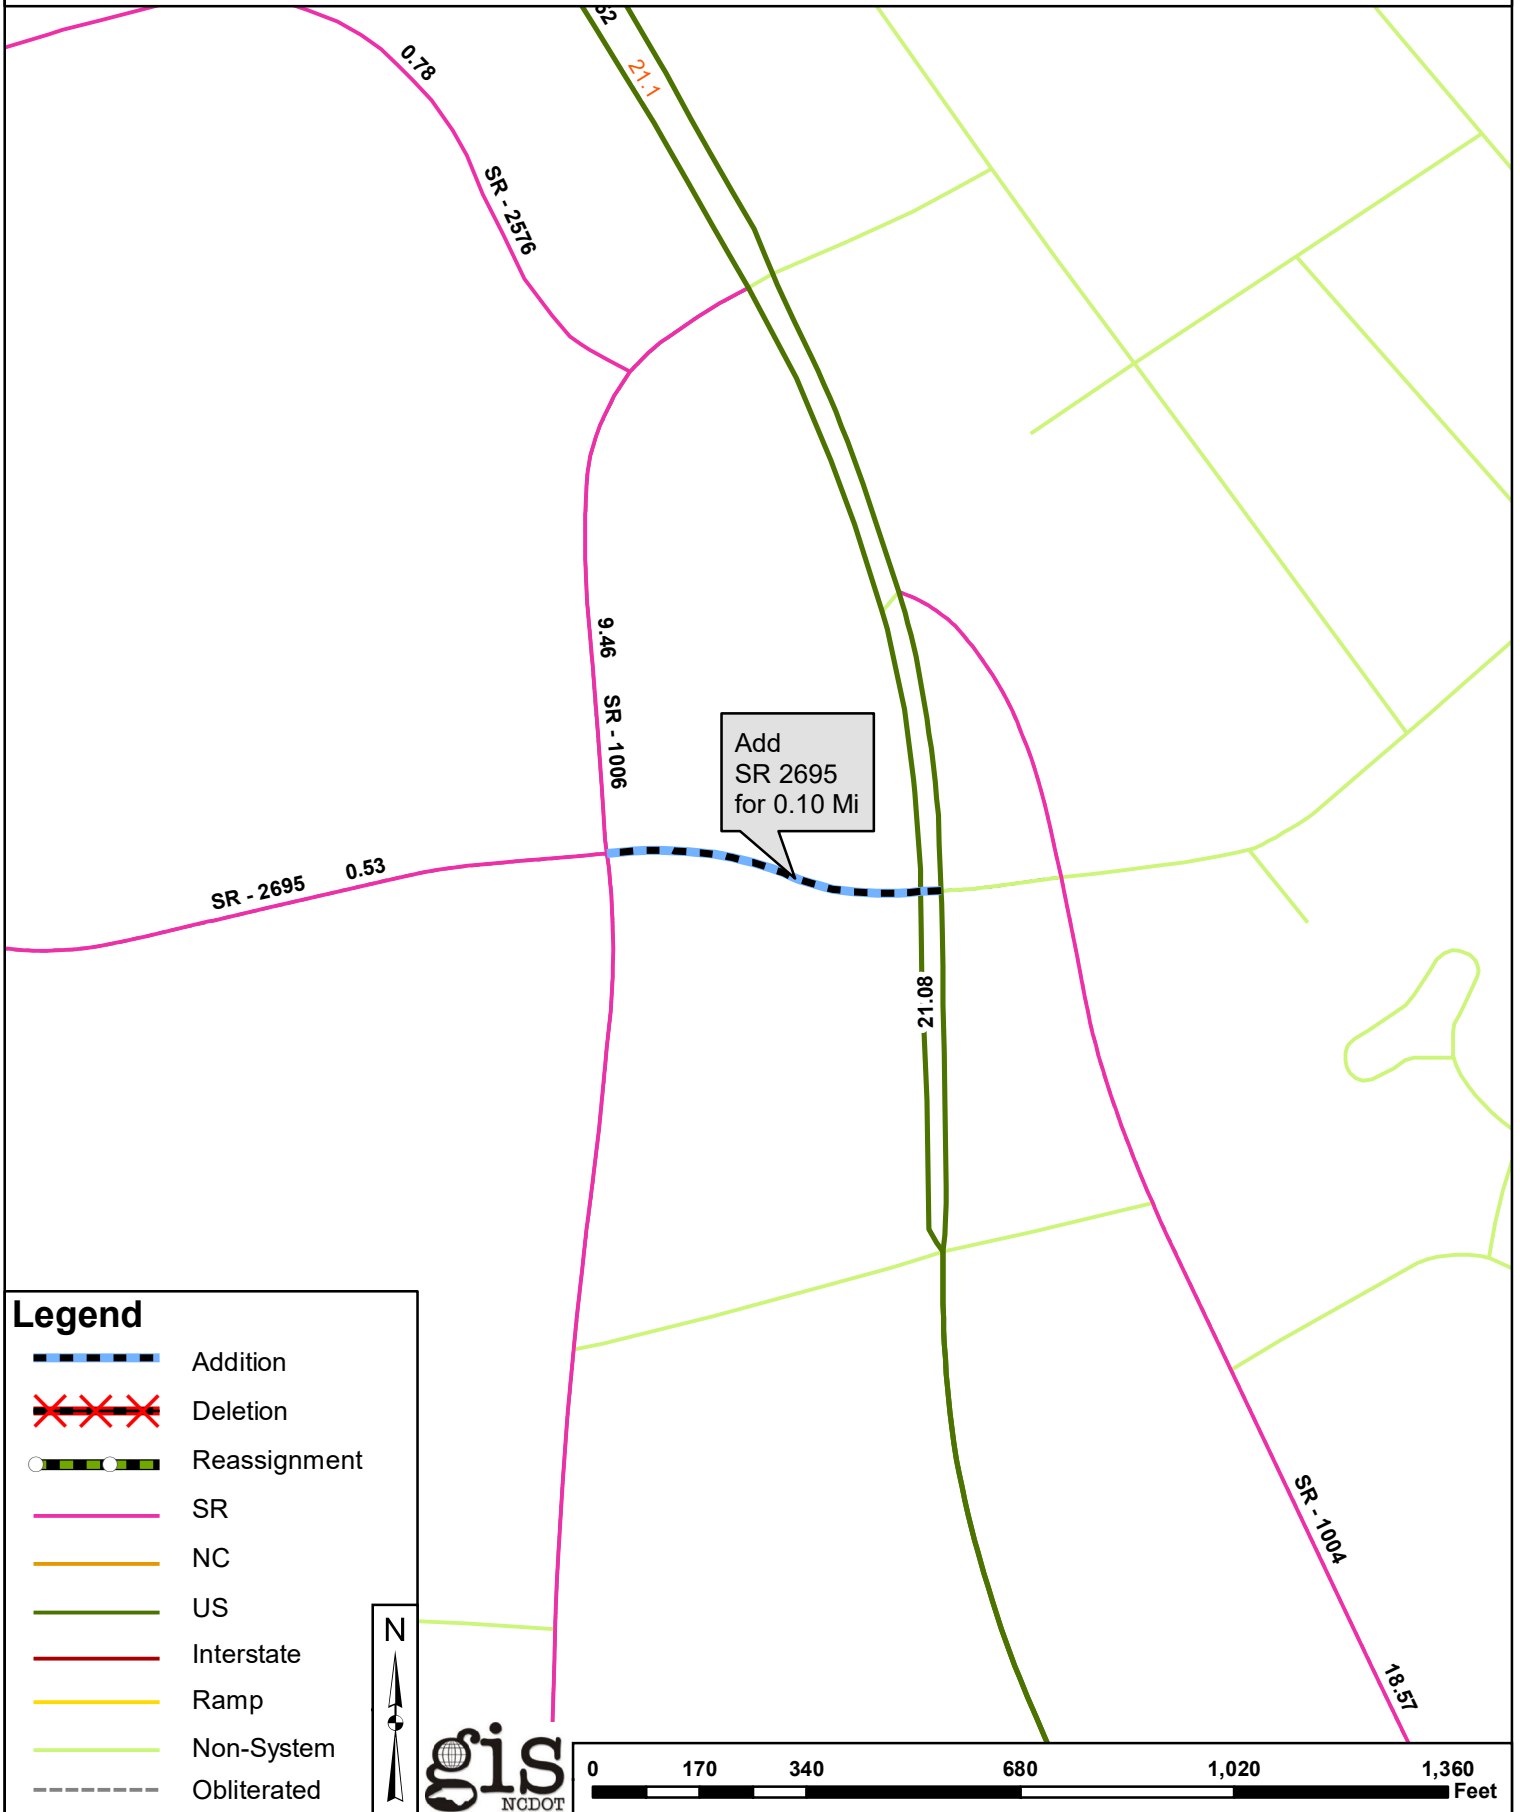 0.78
21.1
SR - 2576
9.46
SR - 1006
Add
SR 2695
for 0.10 Mi
0.53
SR - 2695
21.08
SR - 1004
18.57
Legend
Addition
Deletion
Reassignment
SR
NC
US
Interstate
Ramp
Non-System
Obliterated
N
gis
NCDOT
0 170 340 680 1,020 1,360
Feet